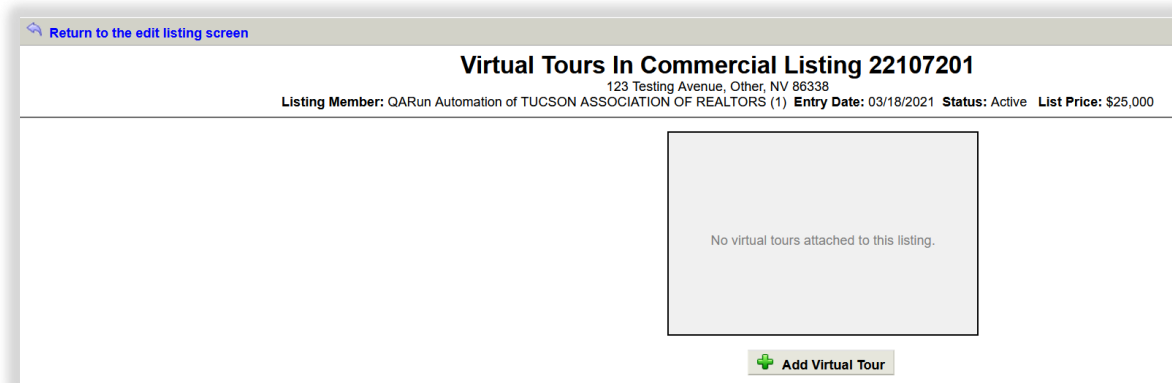 Return to the edit listing screen
Virtual Tours In Commercial Listing 22107201
123 Testing Avenue, Other, NV 86338
Listing Member: QARun Automation of TUCSON ASSOCIATION OF REALTORS (1) Entry Date: 03/18/2021 Status: Active List Price: $25,000
No virtual tours attached to this listing.
Add Virtual Tour